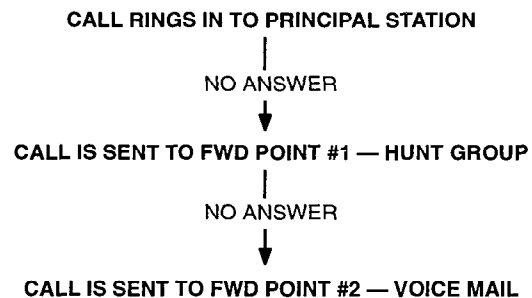 CALL RINGS IN TO PRINCIPAL STATION
NO ANSWER
CALL IS SENT TO FWD POINT #1 — HUNT GROUP
NO ANSWER
CALL IS SENT TO FWD POINT #2 — VOICE MAIL